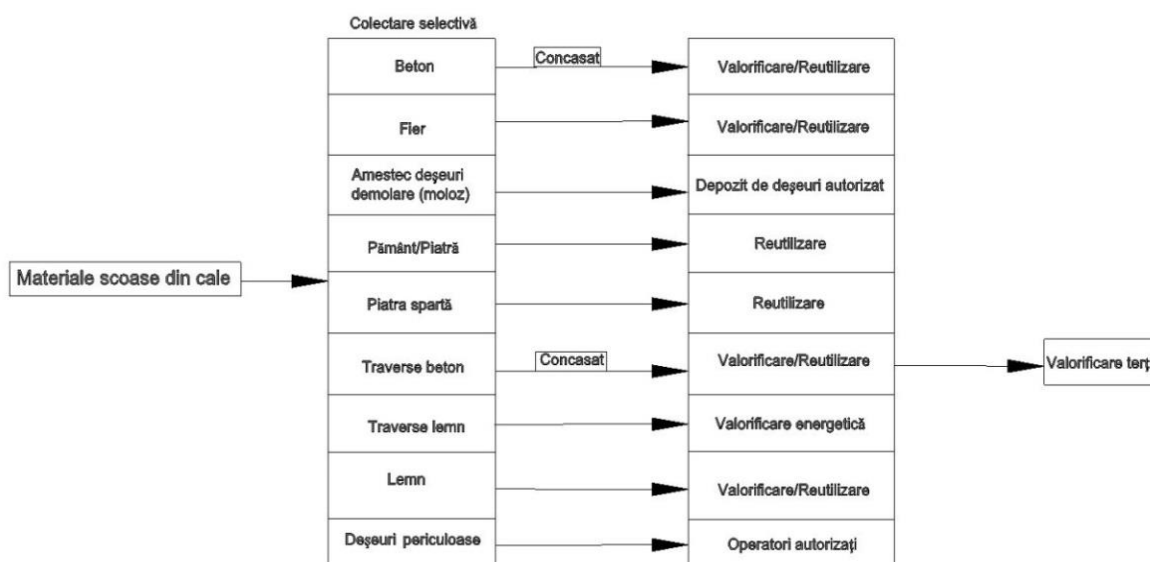 Colectare selectivă
Materiale scoase din cale
Beton
Concasat
Valorificare/Reutilizare
Fier
Valorificare/Reutilizare
Amestec deșeuri
demolare (moloz)
Depozit de deșeuri autorizat
Pământ/Piatră
Reutilizare
Piatra spartă
Reutilizare
Traverse beton
Concasat
Valorificare/Reutilizare
Valorificare terț
Traverse lemn
Valorificare energetică
Lemn
Valorificare/Reutilizare
Deșeuri periculoase
Operatori autorizați